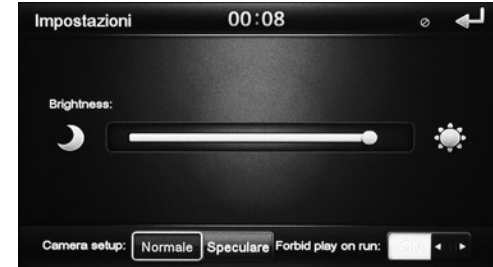 Impostazioni 00:08
Brightness:
Camera setup: Normale Speculare Forbid play on run: